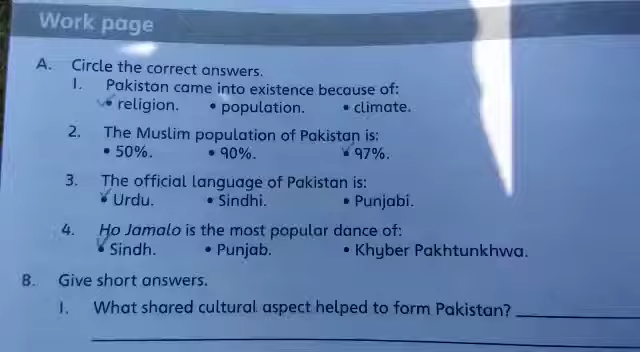 Work page
A. Circle the correct answers.
1. Pakistan came into existence because of:
• religion. • population. • climate.
2. The Muslim population of Pakistan is:
• 50%. • 90%. • 97%.
3. The official language of Pakistan is:
• Urdu. • Sindhi. • Punjabi.
4. Ho Jamalo is the most popular dance of:
• Sindh. • Punjab. • Khyber Pakhtunkhwa.
B. Give short answers.
1. What shared cultural aspect helped to form Pakistan?